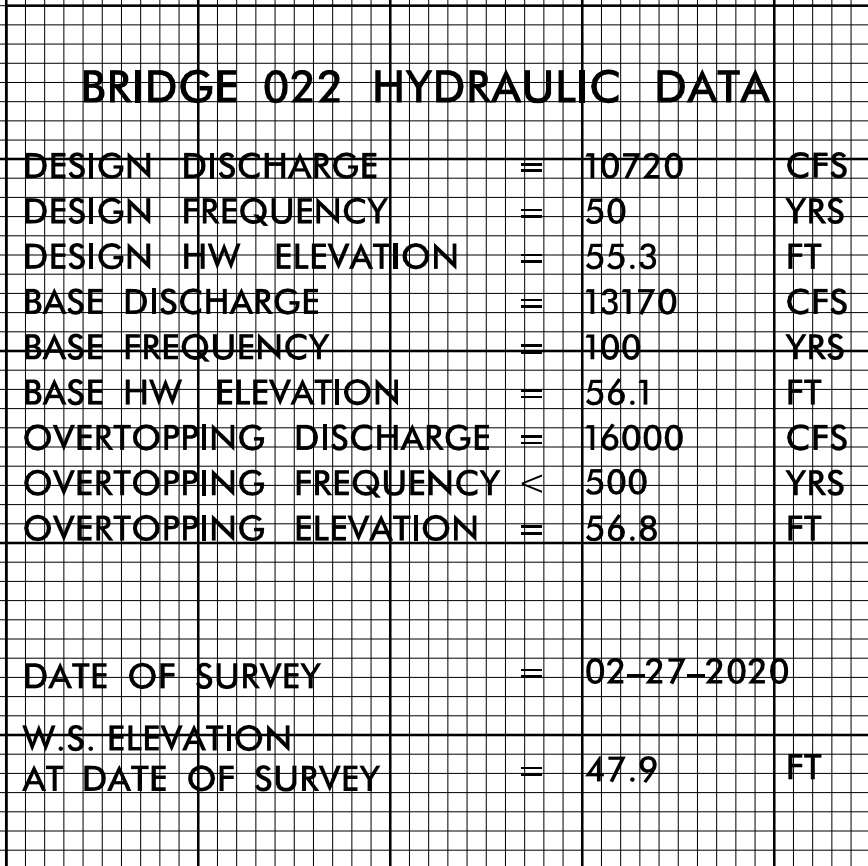 BRIDGE 022 HYDRAULIC DATA
DESIGN DISCHARGE = 10720 CFS
DESIGN FREQUENCY = 50 YRS
DESIGN HW ELEVATION = 55.3 FT
BASE DISCHARGE = 13170 CFS
BASE FREQUENCY = 100 YRS
BASE HW ELEVATION = 56.1 FT
OVERTOPPING DISCHARGE = 16000 CFS
OVERTOPPING FREQUENCY < 500 YRS
OVERTOPPING ELEVATION = 56.8 FT
DATE OF SURVEY = 02–27–2020
W.S. ELEVATION
AT DATE OF SURVEY = 47.9 FT